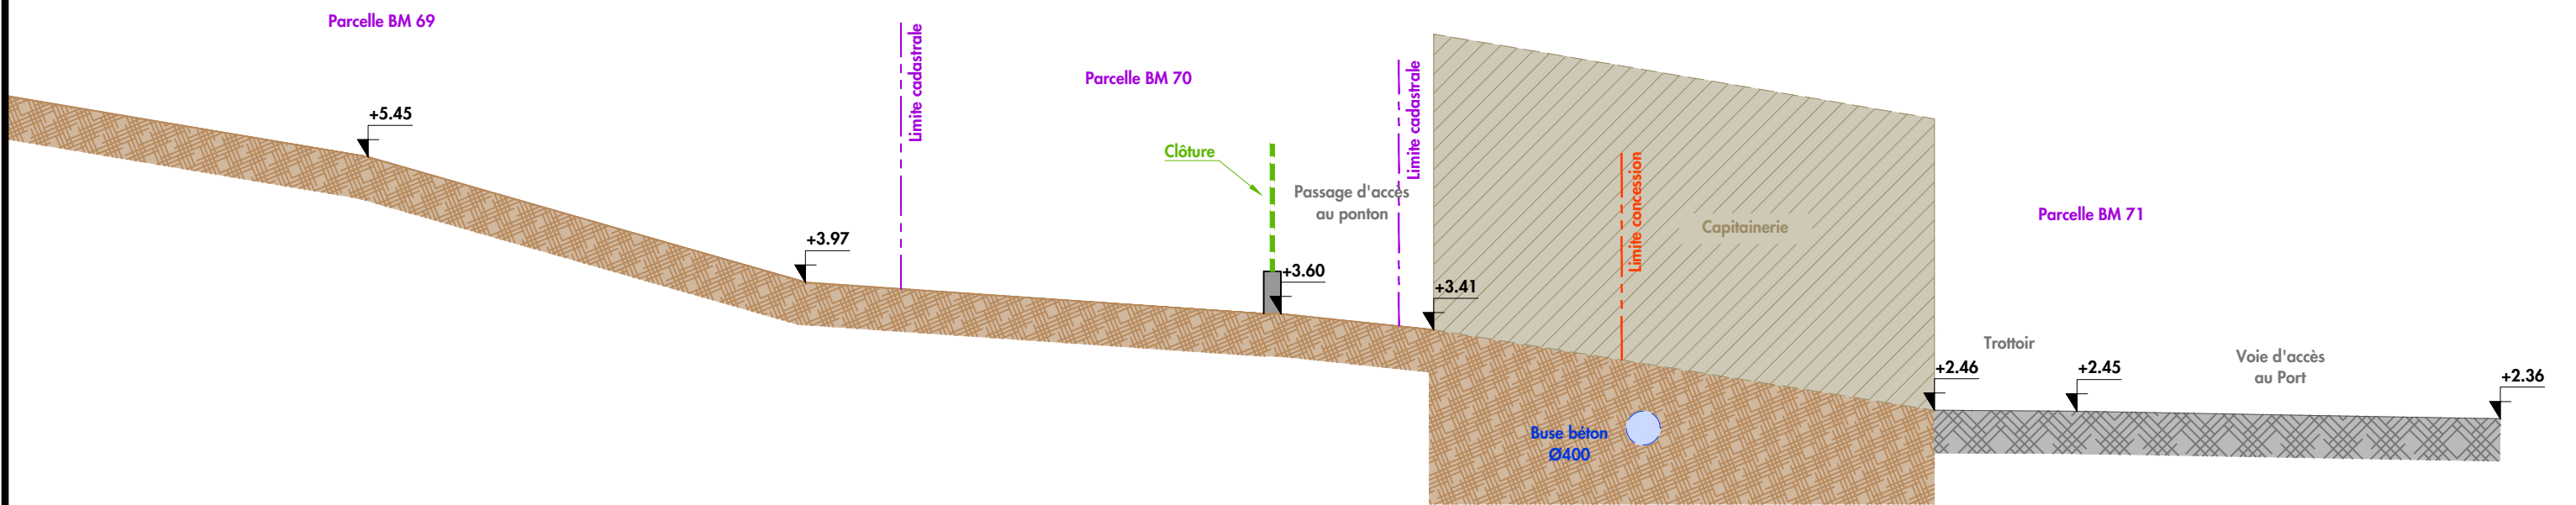 Parcelle BM 69
+5.45
+3.97
Limite cadastrale
Parcelle BM 70
Clôture
Passage d'accès
au ponton
+3.60
Limite cadastrale
+3.41
Limite concession
Capitainerie
Buse béton
Ø400
Parcelle BM 71
+2.46
Trottoir
+2.45
Voie d'accès
au Port
+2.36